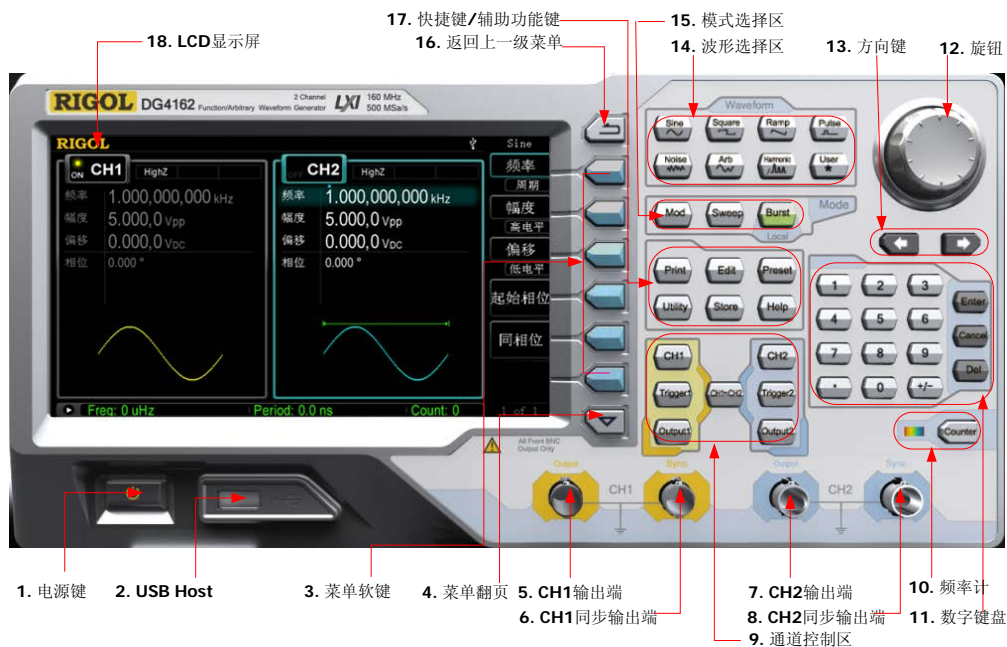 17. 快捷键/辅助功能键
15. 模式选择区
18. LCD显示屏
16. 返回上一级菜单
14. 波形选择区
13. 方向键
12. 旋钮
RIGOL DG4162 Function/Arbitrary Waveform Generator
2 Channel
LXI
160 MHz
500 MSa/s
Waveform
Sine Square Ramp Pulse
Noise Arb Harmonic User
RIGOL
Sine
ON CH1 HighZ
OFF CH2 HighZ
频率 1.000,000,000 kHz
幅度 5.000,0 Vpp
偏移 0.000,0 VDC
相位 0.000 °
频率 1.000,000,000 kHz
幅度 5.000,0 Vpp
偏移 0.000,0 VDC
相位 0.000 °
频率
周期
幅度
高电平
偏移
低电平
起始相位
同相位
1 of 1
Freq: 0 uHz Period: 0.0 ns Count: 0
Mod Sweep Burst Mode
Local
Print Edit Preset
Utility Store Help
1 2 3 Enter
4 5 6 Cancel
7 8 9 Del
. 0 +/-
CH1 CH2
Trigger1 CH1⇌CH2 Trigger2
Output1 Output2
Counter
All Front BNC
Output Only
Output Sync Output Sync
CH1 CH2
1. 电源键
2. USB Host
3. 菜单软键
4. 菜单翻页
5. CH1输出端
6. CH1同步输出端
7. CH2输出端
8. CH2同步输出端
9. 通道控制区
10. 频率计
11. 数字键盘